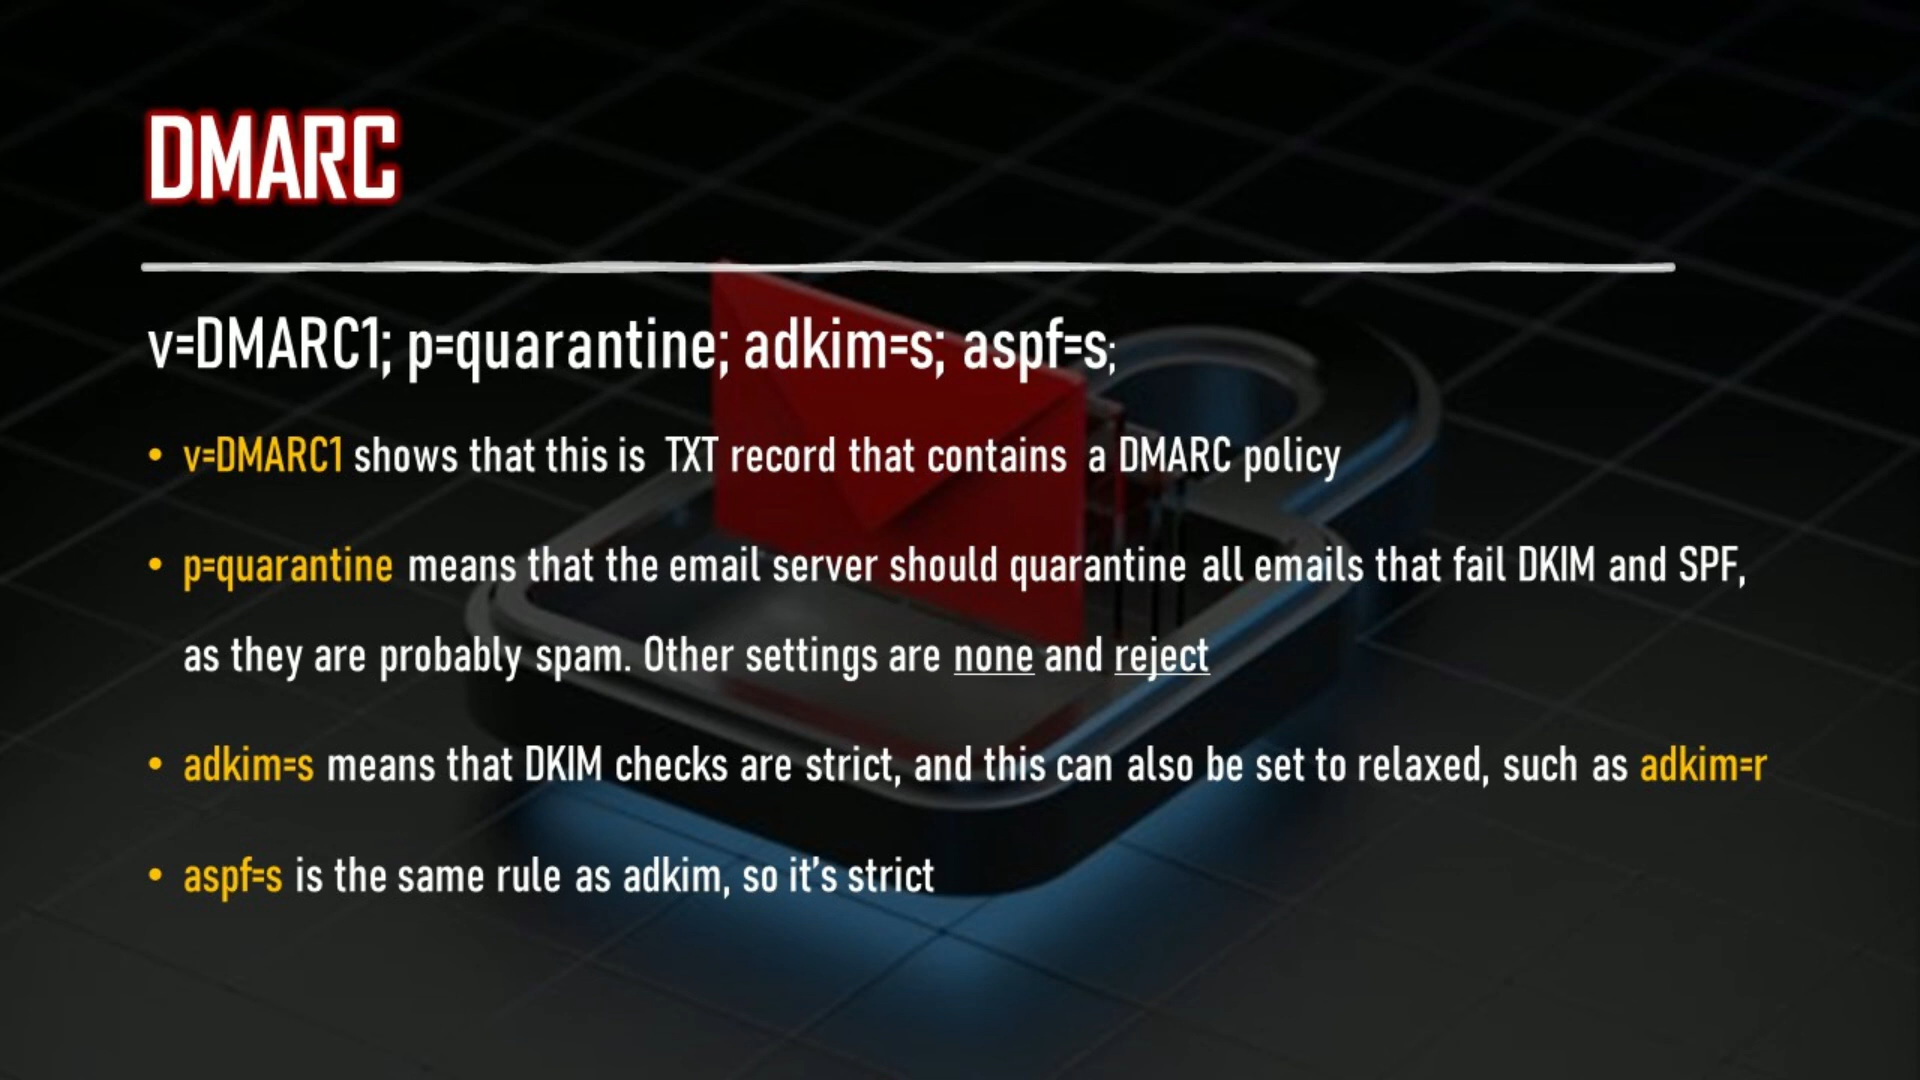 DMARC
v=DMARC1; p=quarantine; adkim=s; aspf=s;
• v=DMARC1 shows that this is TXT record that contains a DMARC policy
• p=quarantine means that the email server should quarantine all emails that fail DKIM and SPF,
as they are probably spam. Other settings are none and reject
• adkim=s means that DKIM checks are strict, and this can also be set to relaxed, such as adkim=r
• aspf=s is the same rule as adkim, so it's strict